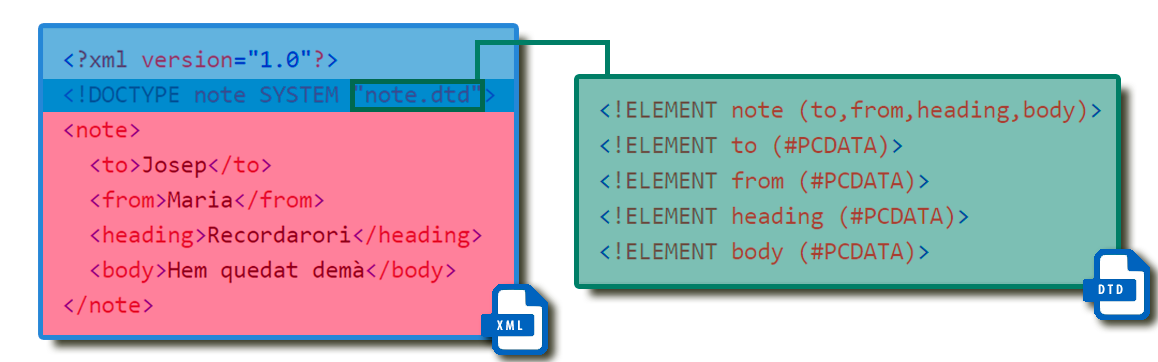 <?xml version="1.0"?>
<!DOCTYPE note SYSTEM "note.dtd">
<note>
<to>Josep</to>
<from>Maria</from>
<heading>Recordarori</heading>
<body>Hem quedat demà</body>
</note>
XML
<!ELEMENT note (to,from,heading,body)>
<!ELEMENT to (#PCDATA)>
<!ELEMENT from (#PCDATA)>
<!ELEMENT heading (#PCDATA)>
<!ELEMENT body (#PCDATA)>
DTD